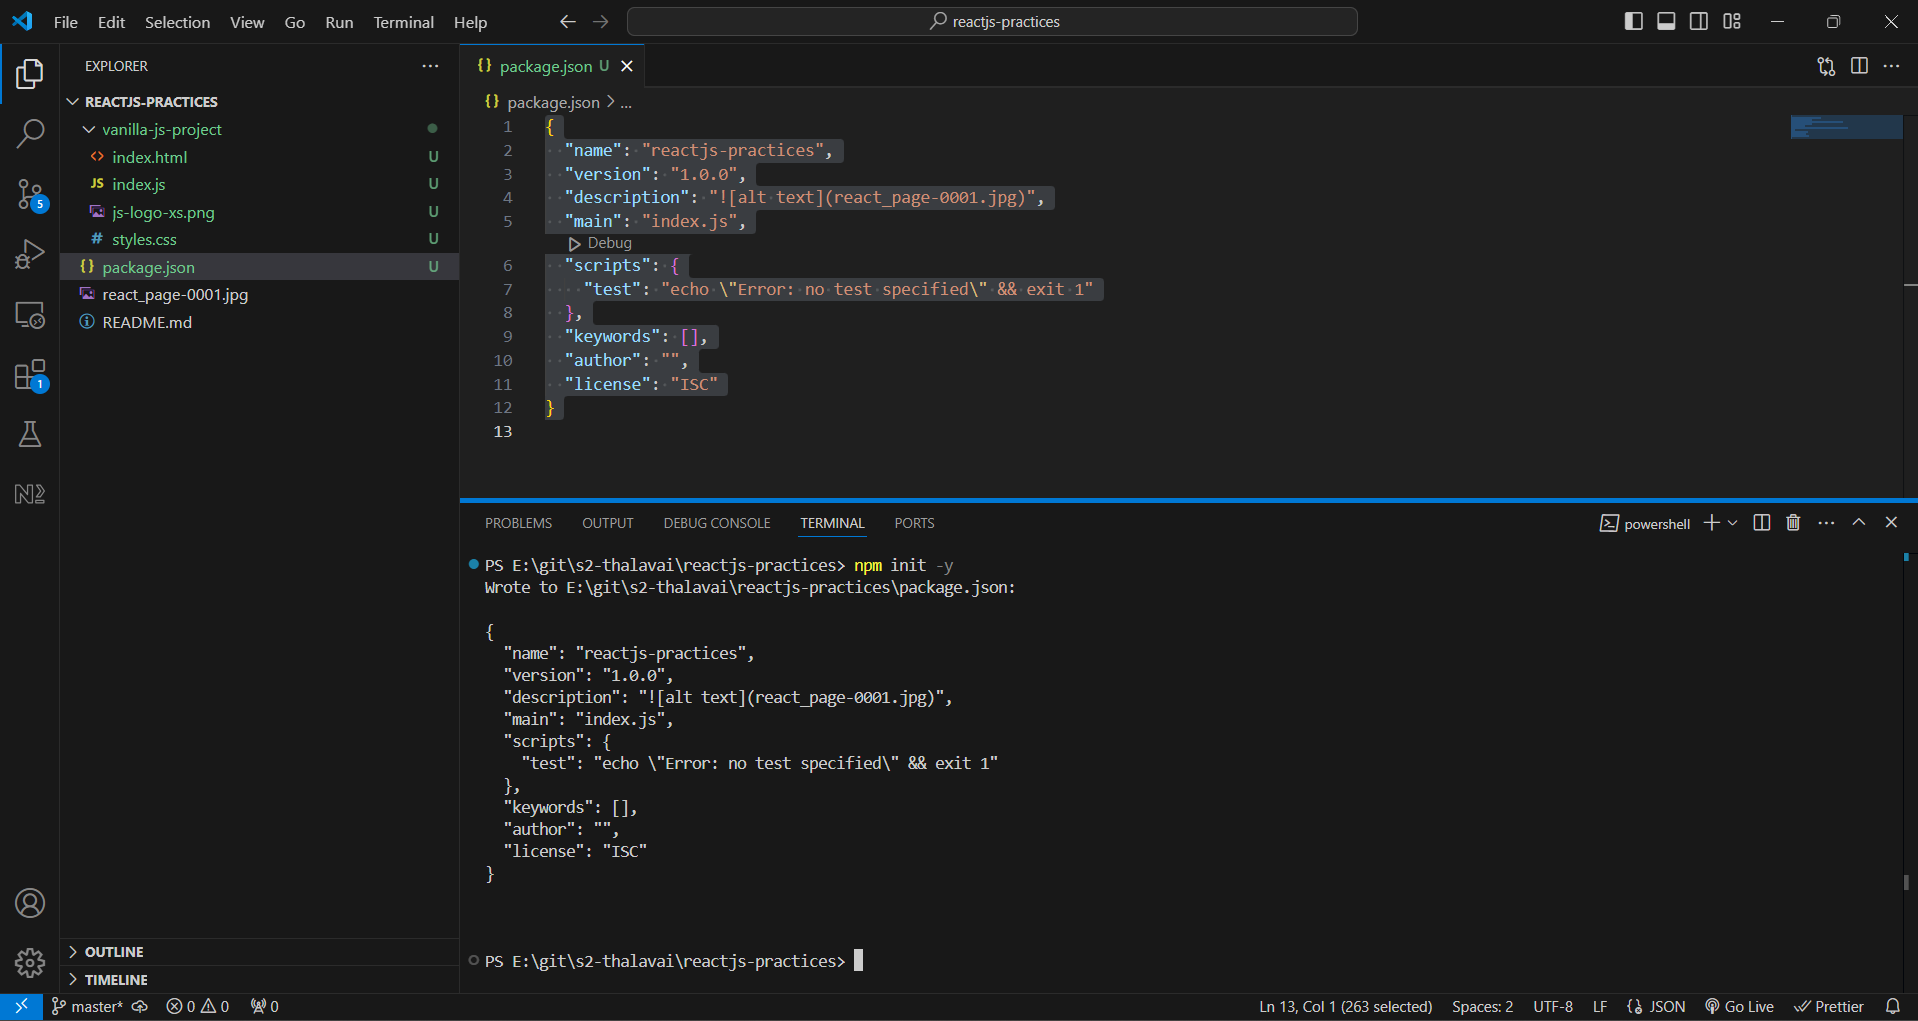 File Edit Selection View Go Run Terminal Help
reactjs-practices
EXPLORER
REACTJS-PRACTICES
vanilla-js-project
index.html U
JS index.js U
js-logo-xs.png U
# styles.css U
{} package.json U
react_page-0001.jpg
README.md
5
1
OUTLINE
TIMELINE
{} package.json U
{} package.json > ...
1 {
2 "name": "reactjs-practices",
3 "version": "1.0.0",
4 "description": "![alt text](react_page-0001.jpg)",
5 "main": "index.js",
Debug
6 "scripts": {
7 "test": "echo \"Error: no test specified\" && exit 1"
8 },
9 "keywords": [],
10 "author": "",
11 "license": "ISC"
12 }
13
PROBLEMS OUTPUT DEBUG CONSOLE TERMINAL PORTS
powershell
PS E:\git\s2-thalavai\reactjs-practices> npm init -y
Wrote to E:\git\s2-thalavai\reactjs-practices\package.json:
{
"name": "reactjs-practices",
"version": "1.0.0",
"description": "![alt text](react_page-0001.jpg)",
"main": "index.js",
"scripts": {
"test": "echo \"Error: no test specified\" && exit 1"
},
"keywords": [],
"author": "",
"license": "ISC"
}
PS E:\git\s2-thalavai\reactjs-practices>
master* 0 0 0
Ln 13, Col 1 (263 selected) Spaces: 2 UTF-8 LF JSON Go Live Prettier